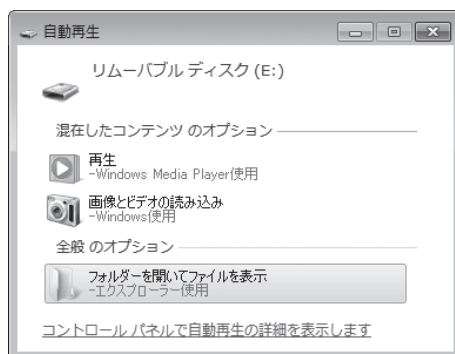 自動再生
リムーバブル ディスク (E:)
混在したコンテンツ のオプション
再生
-Windows Media Player使用
画像とビデオの読み込み
-Windows使用
全般 のオプション
フォルダーを開いてファイルを表示
-エクスプローラー使用
コントロール パネルで自動再生の詳細を表示します